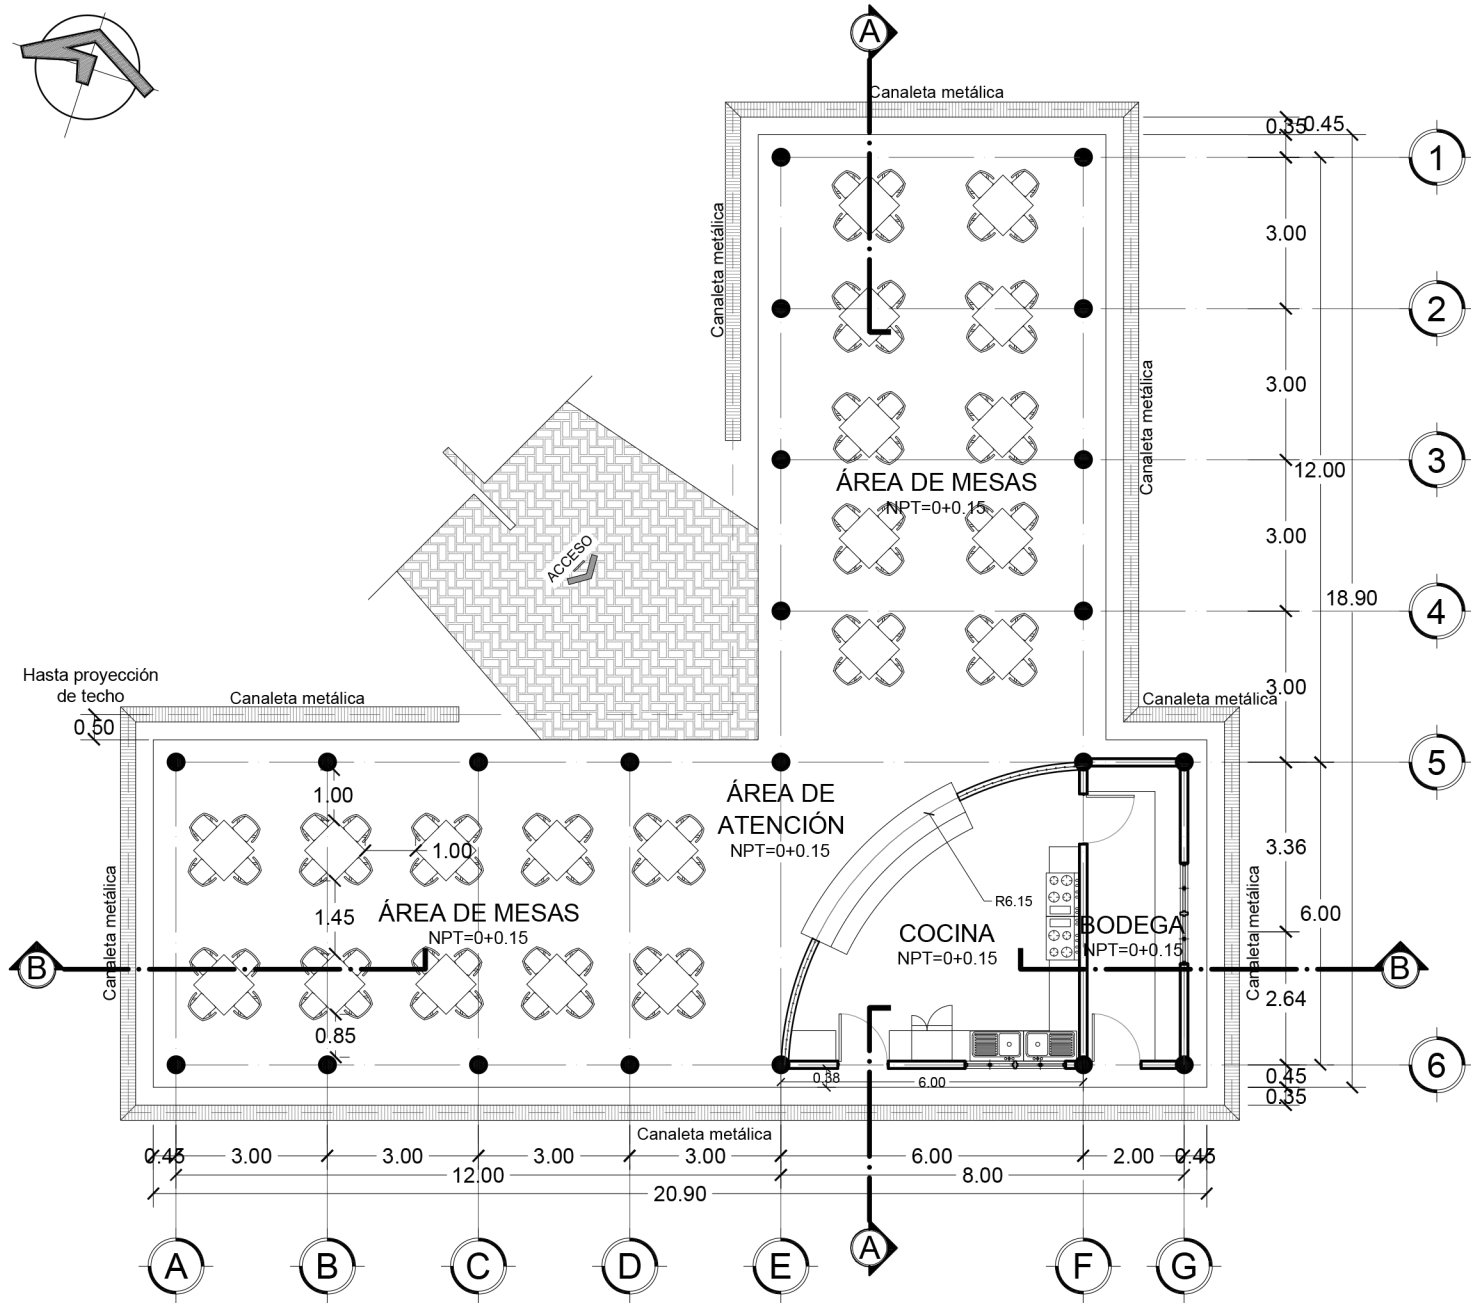 A
Canaleta metálica
0.35
0.45
1
Canaleta metálica
3.00
2
3.00
Canaleta metálica
3
12.00
ÁREA DE MESAS
NPT=0+0.15
3.00
ACCESO
18.90
4
Hasta proyección
de techo
0.50
Canaleta metálica
3.00
Canaleta metálica
5
1.00
ÁREA DE
ATENCIÓN
NPT=0+0.15
1.00
3.36
Canaleta metálica
R6.15
1.45
ÁREA DE MESAS
NPT=0+0.15
COCINA
NPT=0+0.15
BODEGA
NPT=0+0.15
6.00
Canaleta metálica
B
B
2.64
0.85
6
0.38
6.00
0.45
0.35
Canaleta metálica
0.45
3.00
3.00
3.00
3.00
6.00
2.00
0.45
12.00
8.00
20.90
A
A
B
C
D
E
F
G